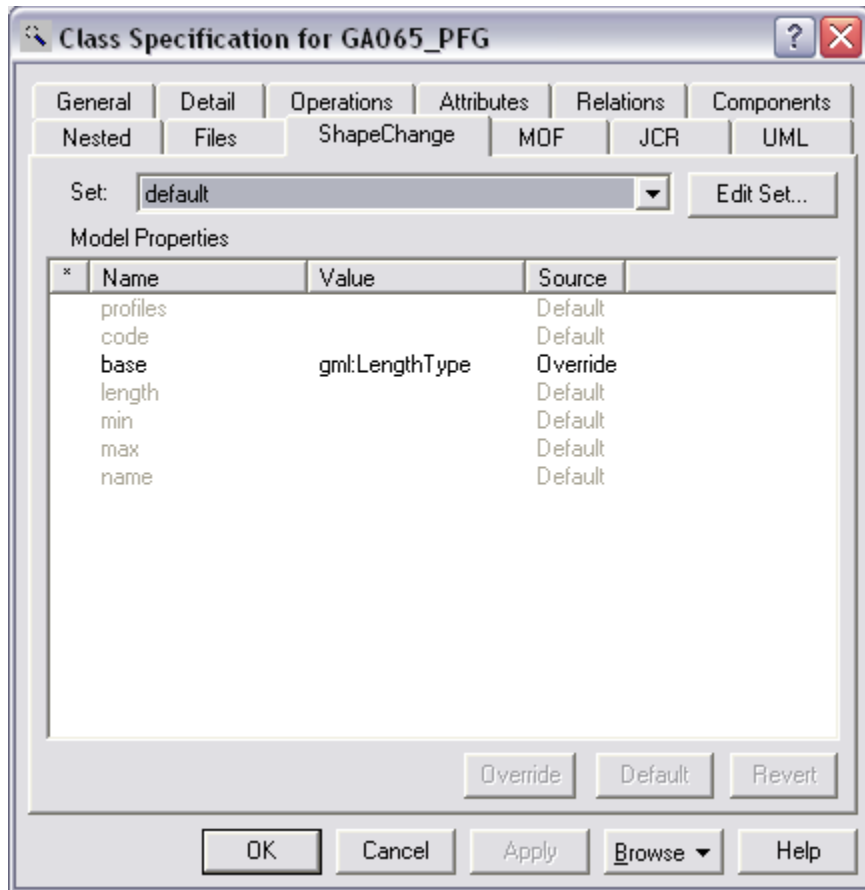 Class Specification for GA065_PFG
General Detail Operations Attributes Relations Components
Nested Files ShapeChange MOF JCR UML
Set: default Edit Set...
Model Properties
* Name Value Source
profiles Default
code Default
base gml:LengthType Override
length Default
min Default
max Default
name Default
Override Default Revert
OK Cancel Apply Browse Help